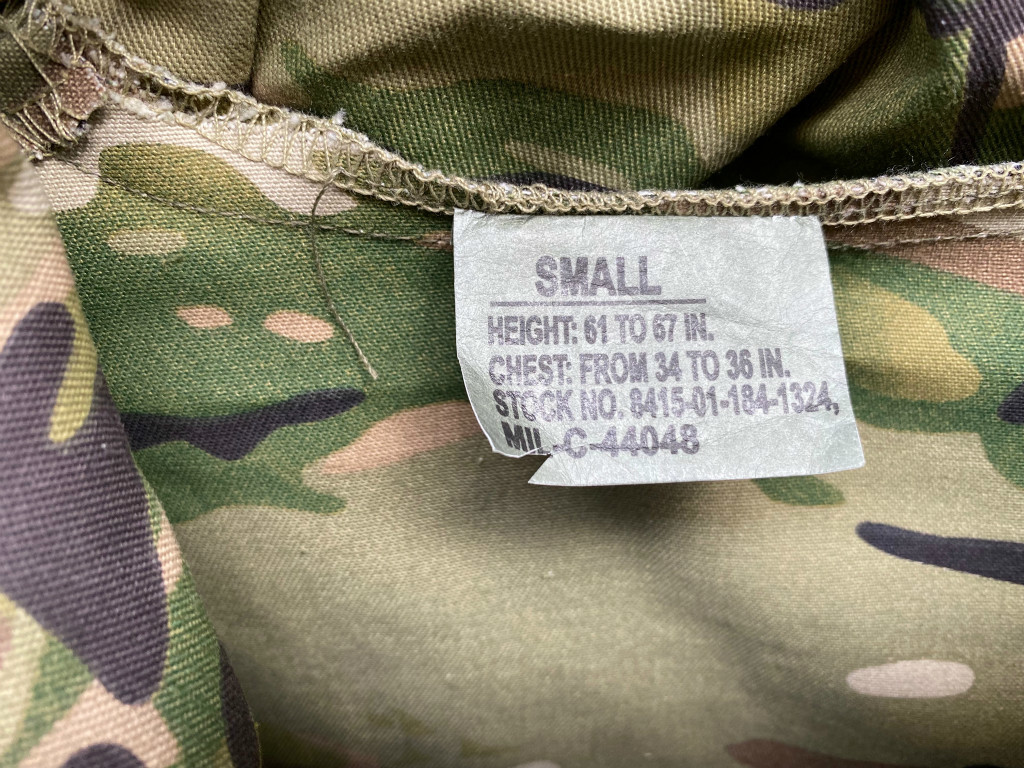 SMALL
HEIGHT: 61 TO 67 IN.
CHEST: FROM 34 TO 36 IN.
STOCK NO. 8415-01-184-1324,
MIL-C-44048